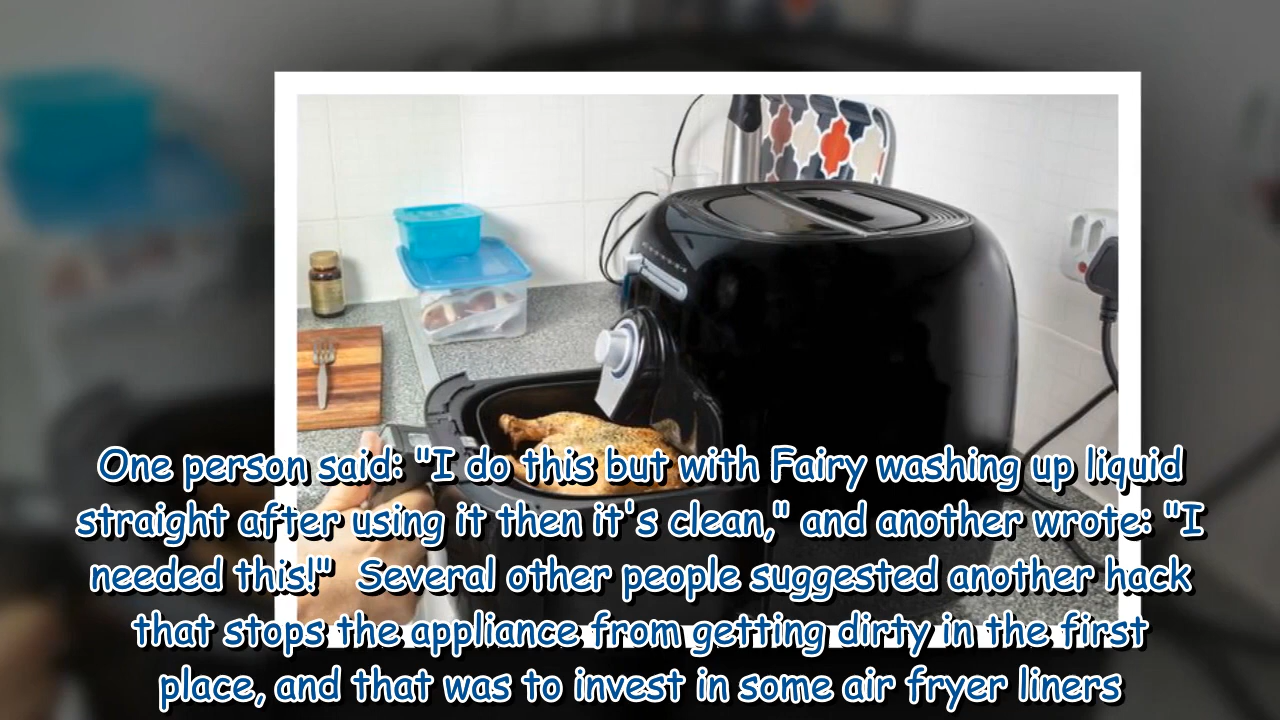 One person said: "I do this but with Fairy washing up liquid
straight after using it then it's clean," and another wrote: "I
needed this!"  Several other people suggested another hack
that stops the appliance from getting dirty in the first
place, and that was to invest in some air fryer liners